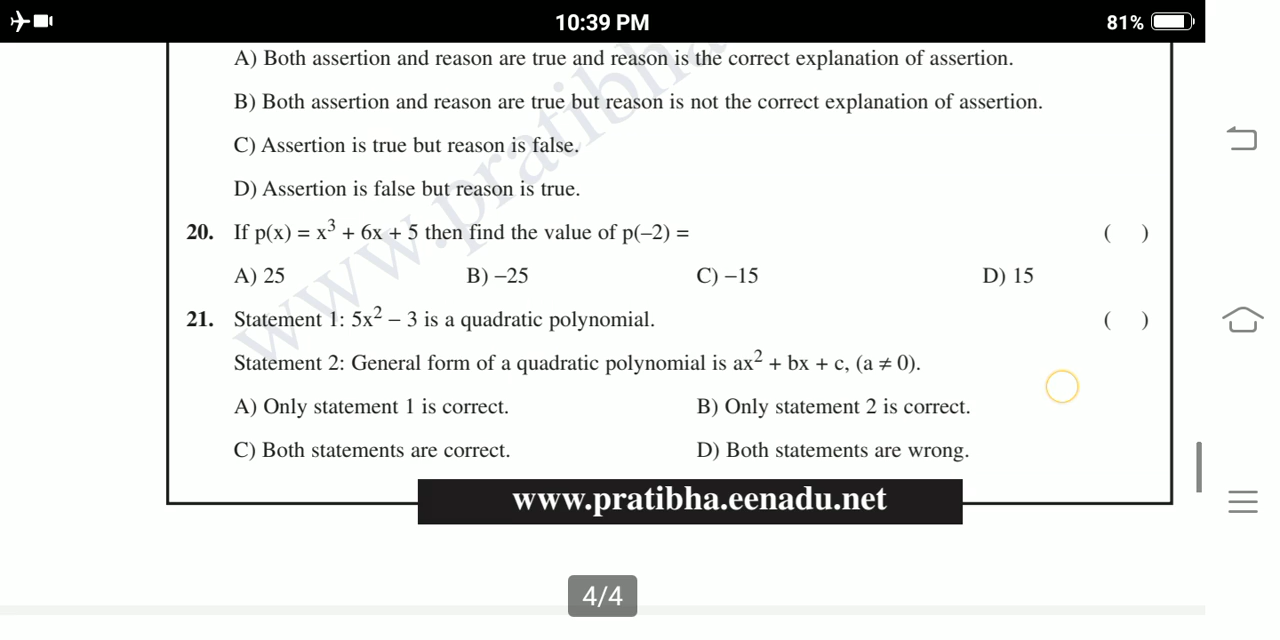 10:39 PM
81%
A) Both assertion and reason are true and reason is the correct explanation of assertion.
B) Both assertion and reason are true but reason is not the correct explanation of assertion.
C) Assertion is true but reason is false.
D) Assertion is false but reason is true.
20. If p(x) = x³ + 6x + 5 then find the value of p(–2) = ( )
A) 25 B) –25 C) –15 D) 15
21. Statement 1: 5x² – 3 is a quadratic polynomial. ( )
Statement 2: General form of a quadratic polynomial is ax² + bx + c, (a ≠ 0).
A) Only statement 1 is correct. B) Only statement 2 is correct.
C) Both statements are correct. D) Both statements are wrong.
www.pratibha
www.pratibha.eenadu.net
4/4